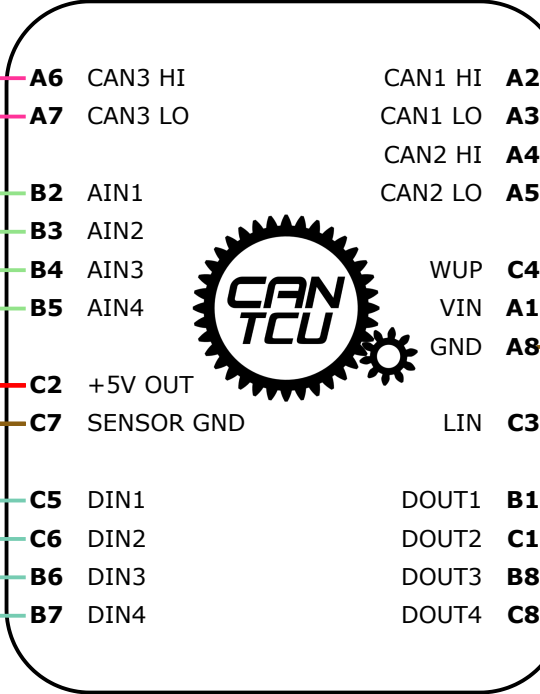 A6 CAN3 HI CAN1 HI A2
A7 CAN3 LO CAN1 LO A3
CAN2 HI A4
B2 AIN1 CAN2 LO A5
B3 AIN2
B4 AIN3 WUP C4
B5 AIN4 VIN A1
CAN
TCU
GND A8
C2 +5V OUT
C7 SENSOR GND LIN C3
C5 DIN1 DOUT1 B1
C6 DIN2 DOUT2 C1
B6 DIN3 DOUT3 B8
B7 DIN4 DOUT4 C8